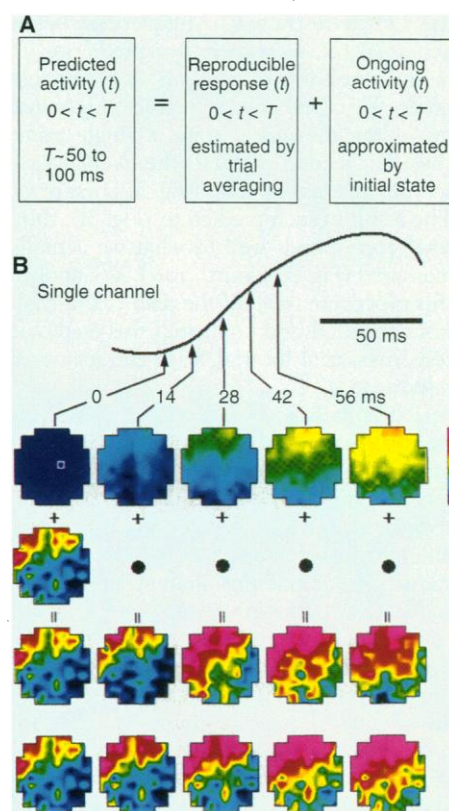 A
Predicted
activity (t)
0 < t < T
T~50 to
100 ms
=
Reproducible
response (t)
0 < t < T
estimated by
trial
averaging
+
Ongoing
activity (t)
0 < t < T
approximated
by
initial state
B
Single channel
50 ms
0 14 28 42 56 ms
+ + + + +
= = = = =